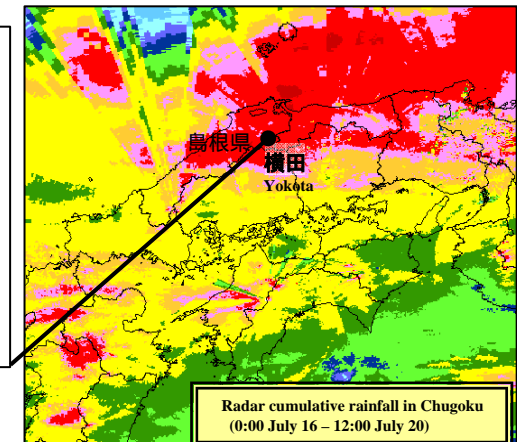 島根県
横田
Yokota
Radar cumulative rainfall in Chugoku
(0:00 July 16 – 12:00 July 20)